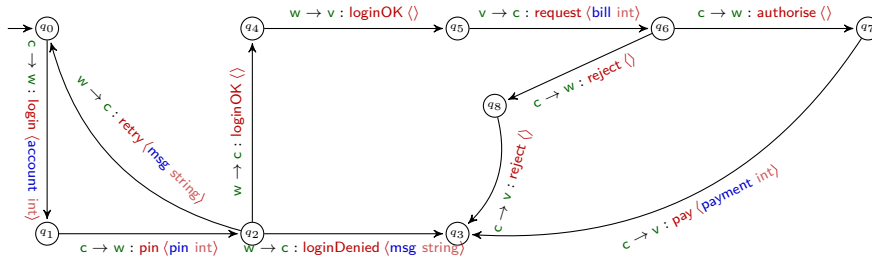 w → v : loginOK ⟨⟩
v → c : request ⟨bill int⟩
c → w : authorise ⟨⟩
q0
q4
q5
q6
q7
c → w : login ⟨account int⟩
w → c : retry ⟨msg string⟩
w → c : loginOK ⟨⟩
c → w : reject ⟨⟩
q8
c → v : reject ⟨⟩
c → v : pay ⟨payment int⟩
q1
q2
q3
c → w : pin ⟨pin int⟩
w → c : loginDenied ⟨msg string⟩